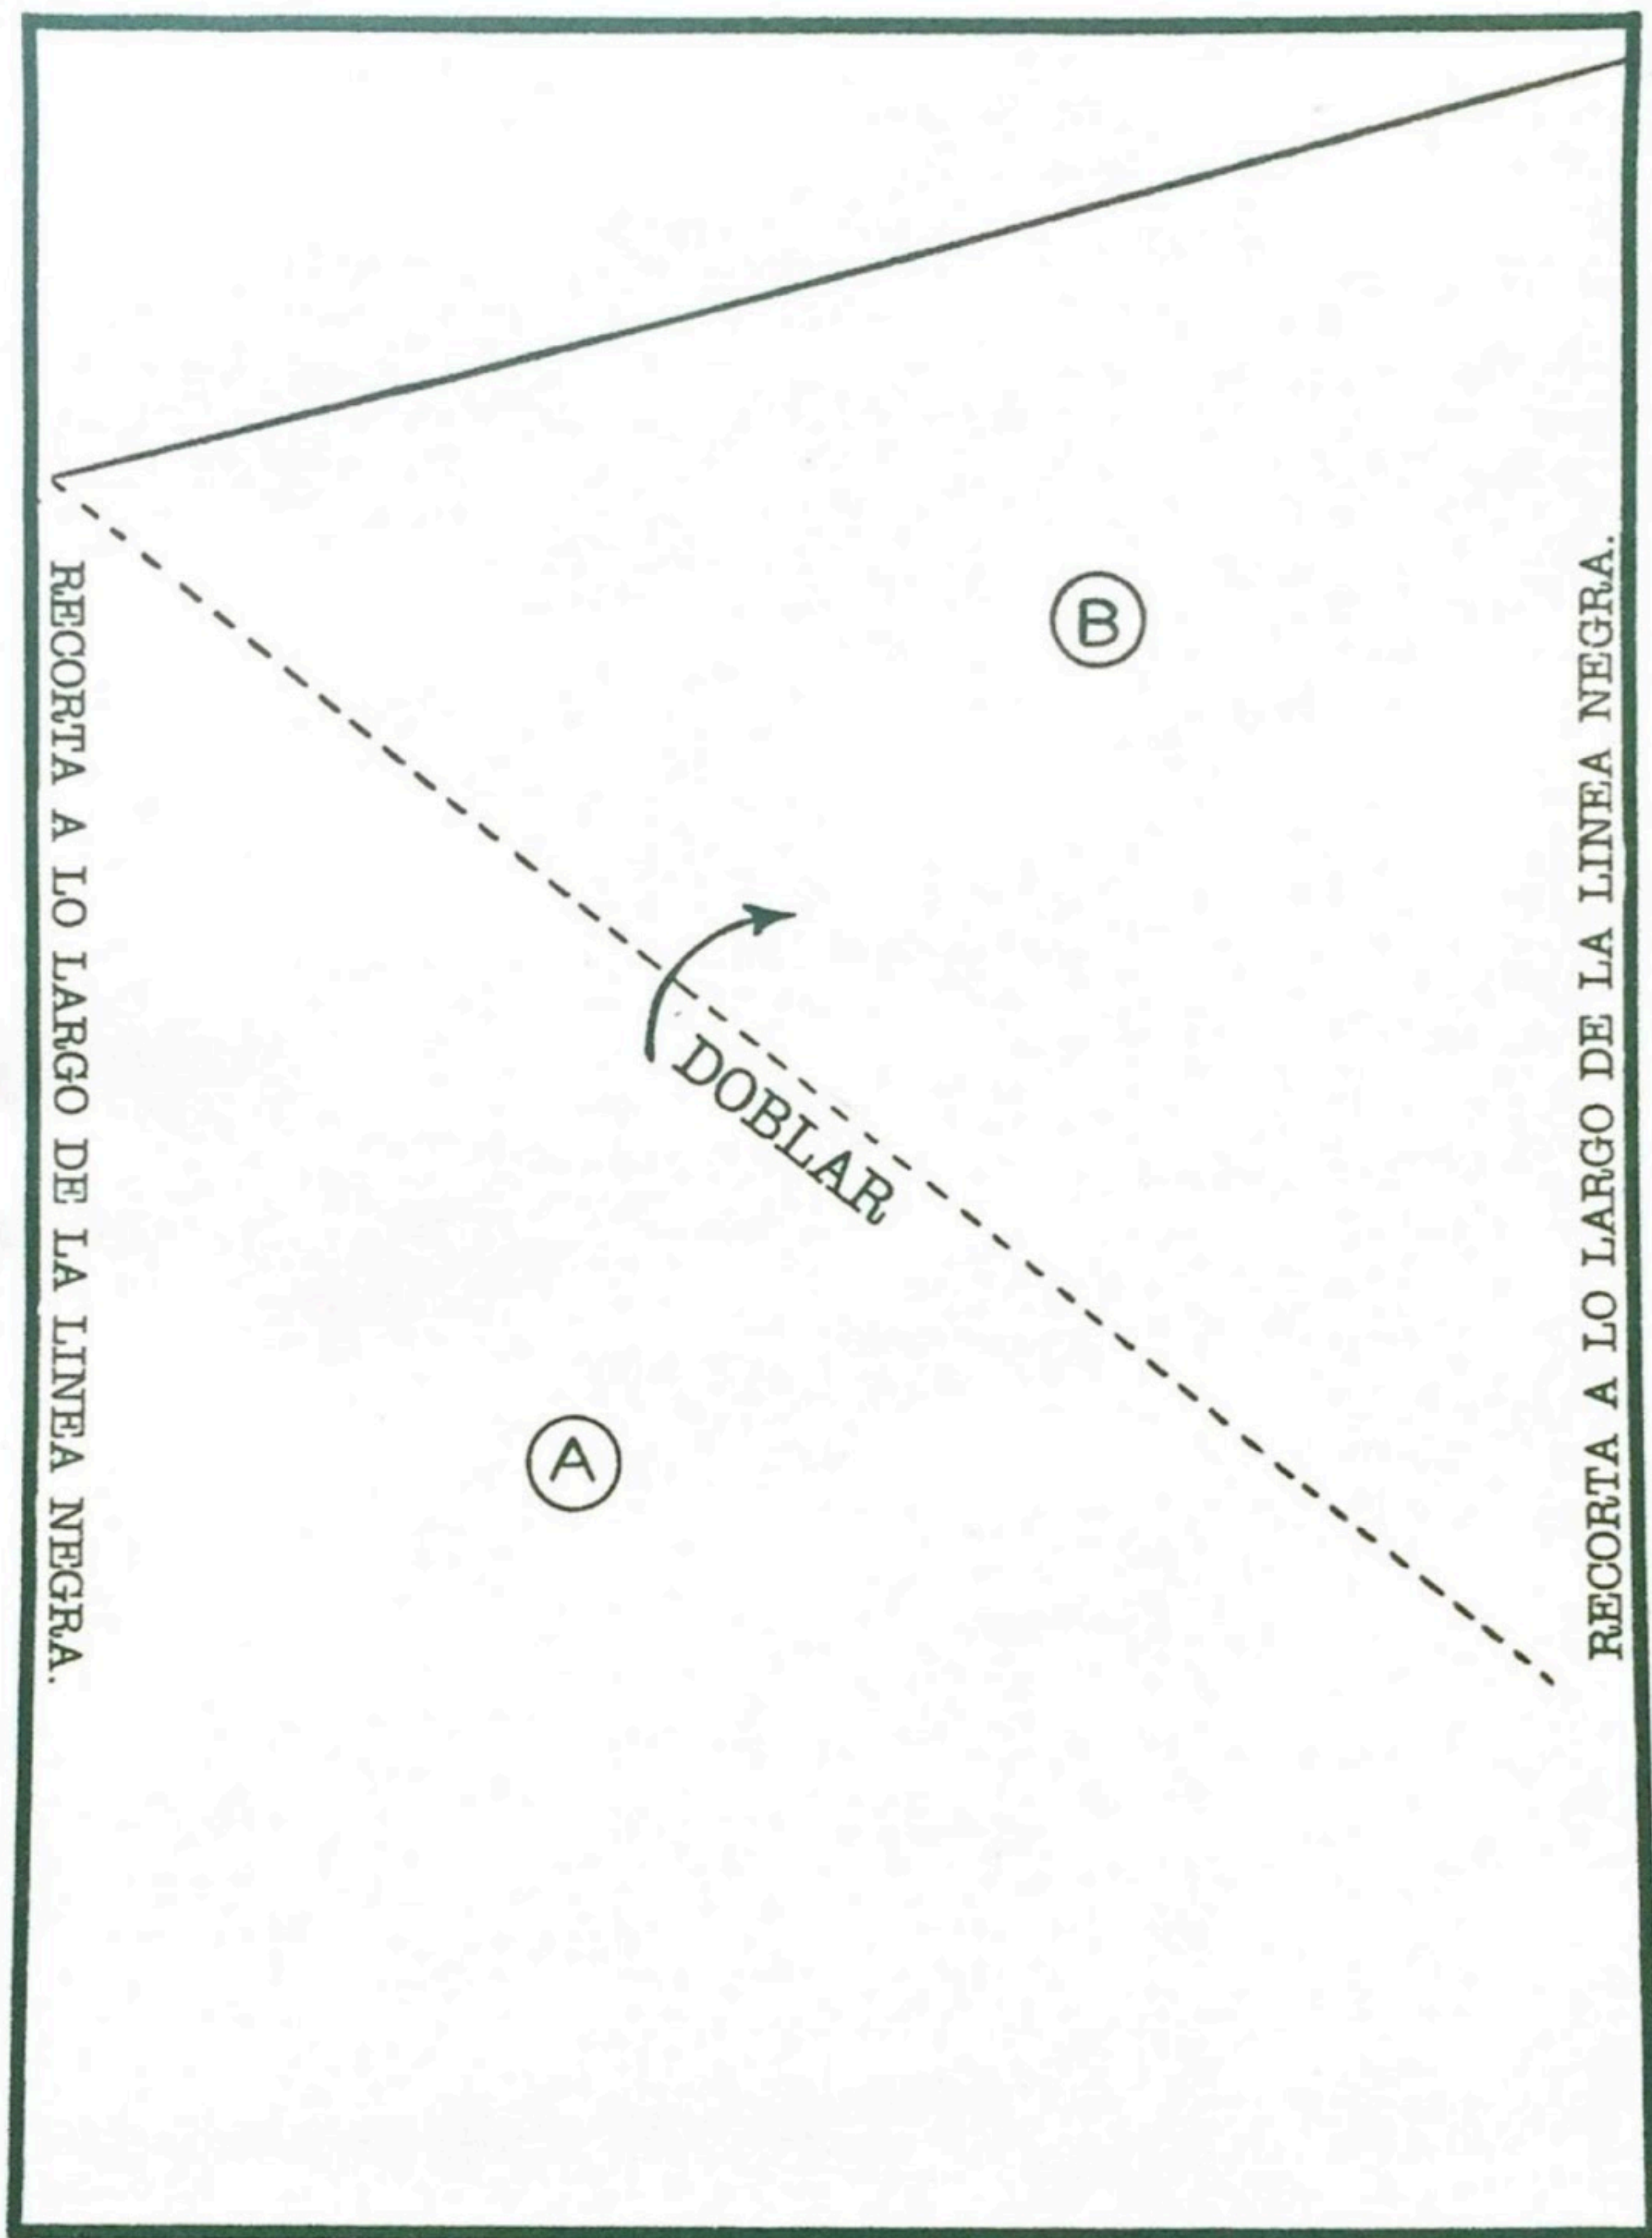 RECORTA A LO LARGO DE LA LINEA NEGRA.
B
RECORTA A LO LARGO DE LA LINEA NEGRA.
DOBLAR
A